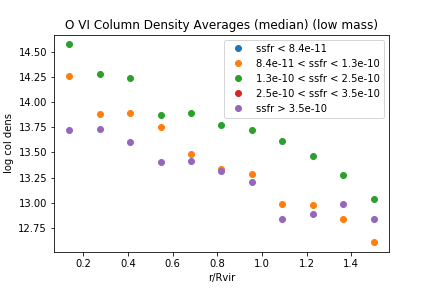 O VI Column Density Averages (median) (low mass)
ssfr < 8.4e-11
8.4e-11 < ssfr < 1.3e-10
1.3e-10 < ssfr < 2.5e-10
2.5e-10 < ssfr < 3.5e-10
ssfr > 3.5e-10
log col dens
14.50
14.25
14.00
13.75
13.50
13.25
13.00
12.75
0.2 0.4 0.6 0.8 1.0 1.2 1.4
r/Rvir